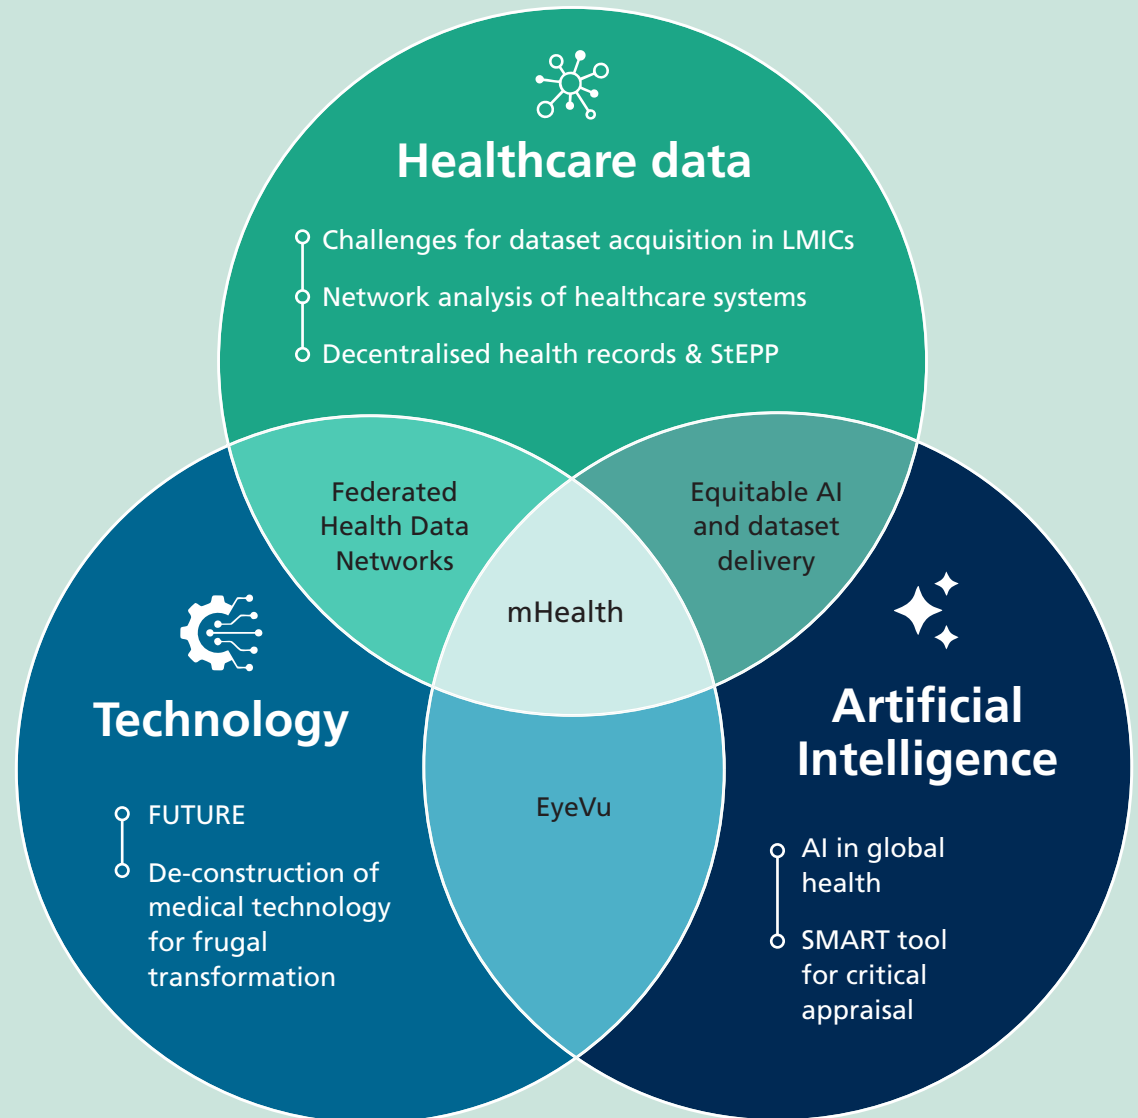 Healthcare data
Challenges for dataset acquisition in LMICs
Network analysis of healthcare systems
Decentralised health records & StEPP
Federated
Health Data
Networks
Equitable AI
and dataset
delivery
mHealth
Technology
FUTURE
De-construction of
medical technology
for frugal
transformation
EyeVu
Artificial
Intelligence
AI in global
health
SMART tool
for critical
appraisal